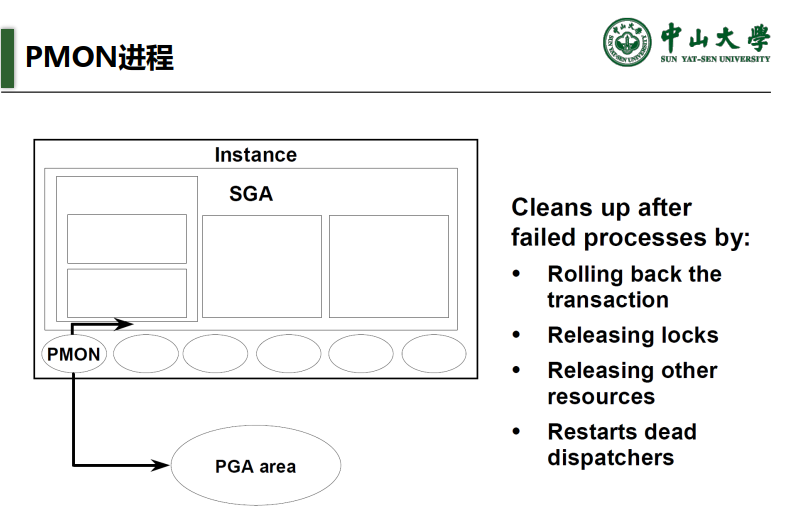 PMON进程
中山大學
SUN YAT-SEN UNIVERSITY
Instance
SGA
PMON
PGA area
Cleans up after
failed processes by:
• Rolling back the
transaction
• Releasing locks
• Releasing other
resources
• Restarts dead
dispatchers